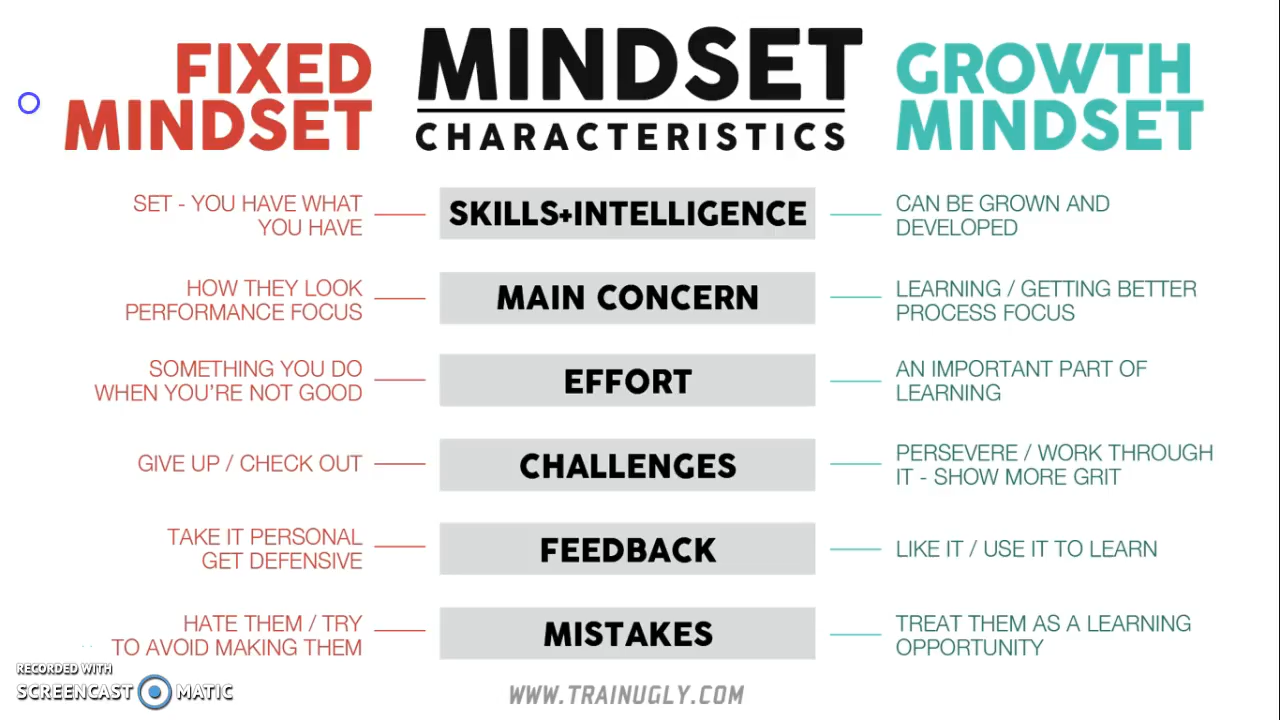 FIXED
MINDSET
MINDSET
CHARACTERISTICS
GROWTH
MINDSET
SET - YOU HAVE WHAT
YOU HAVE
SKILLS+INTELLIGENCE
CAN BE GROWN AND
DEVELOPED
HOW THEY LOOK
PERFORMANCE FOCUS
MAIN CONCERN
LEARNING / GETTING BETTER
PROCESS FOCUS
SOMETHING YOU DO
WHEN YOU'RE NOT GOOD
EFFORT
AN IMPORTANT PART OF
LEARNING
GIVE UP / CHECK OUT
CHALLENGES
PERSEVERE / WORK THROUGH
IT - SHOW MORE GRIT
TAKE IT PERSONAL
GET DEFENSIVE
FEEDBACK
LIKE IT / USE IT TO LEARN
HATE THEM / TRY
TO AVOID MAKING THEM
MISTAKES
TREAT THEM AS A LEARNING
OPPORTUNITY
RECORDED WITH
SCREENCAST MATIC
WWW.TRAINUGLY.COM